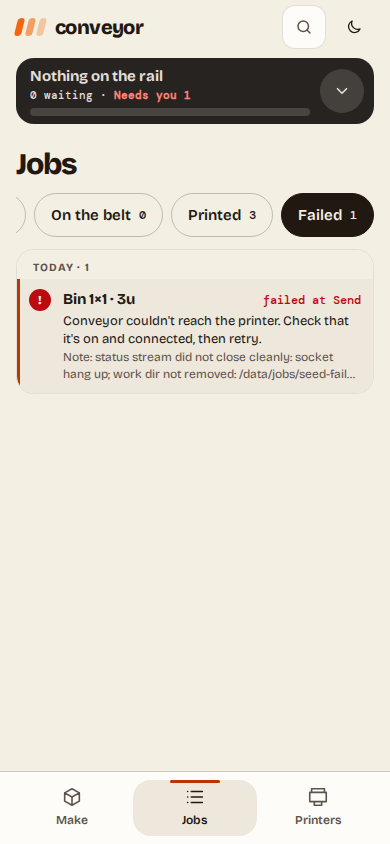 conveyor
Nothing on the rail
0 waiting · Needs you 1
Jobs
On the belt 0
Printed 3
Failed 1
TODAY · 1
! Bin 1×1 · 3u
failed at Send
Conveyor couldn't reach the printer. Check that
it's on and connected, then retry.
Note: status stream did not close cleanly: socket
hang up; work dir not removed: /data/jobs/seed-fail...
Make
Jobs
Printers